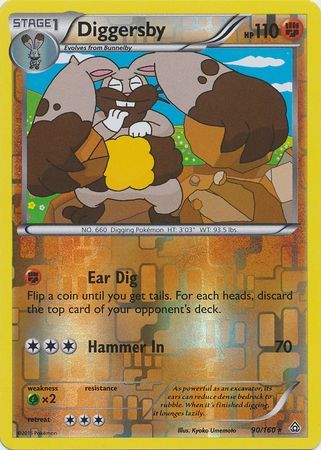 STAGE1
Diggersby
HP110
Evolves from Bunnelby
NO. 660 Digging Pokémon HT: 3'03" WT: 93.5 lbs.
Ear Dig
Flip a coin until you get tails. For each heads, discard
the top card of your opponent's deck.
Hammer In 70
weakness
resistance
×2
retreat
As powerful as an excavator, its
ears can reduce dense bedrock to
rubble. When it's finished digging,
it lounges lazily.
©2015 Pokémon
Illus. Kyoko Umemoto
90/160